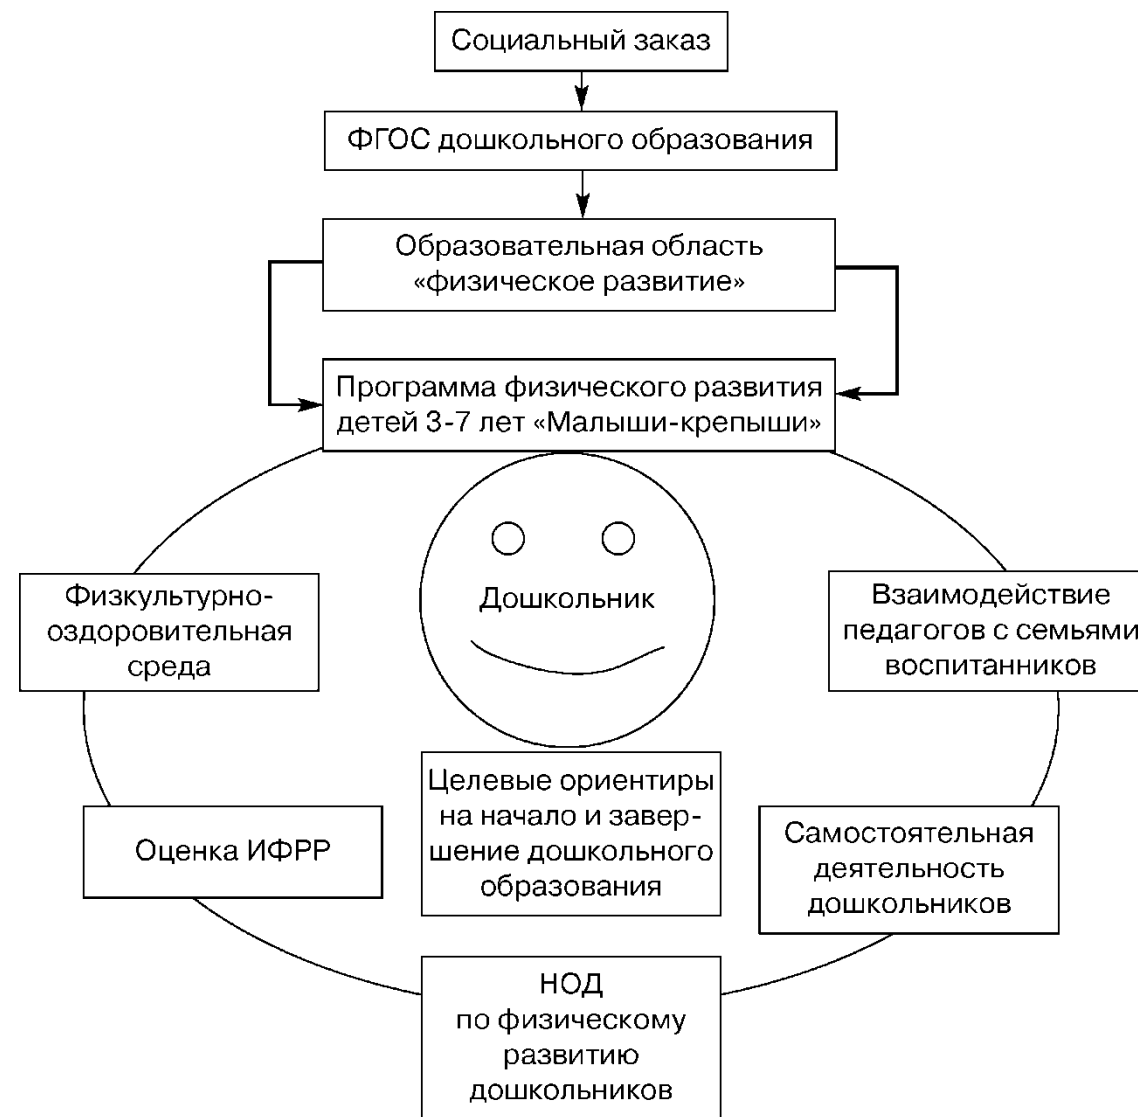 Социальный заказ
ФГОС дошкольного образования
Образовательная область
«физическое развитие»
Программа физического развития
детей 3-7 лет «Малыши-крепыши»
Дошкольник
Физкультурно-
оздоровительная
среда
Взаимодействие
педагогов с семьями
воспитанников
Целевые ориентиры
на начало и завер-
шение дошкольного
образования
Оценка ИФРР
Самостоятельная
деятельность
дошкольников
НОД
по физическому
развитию
дошкольников